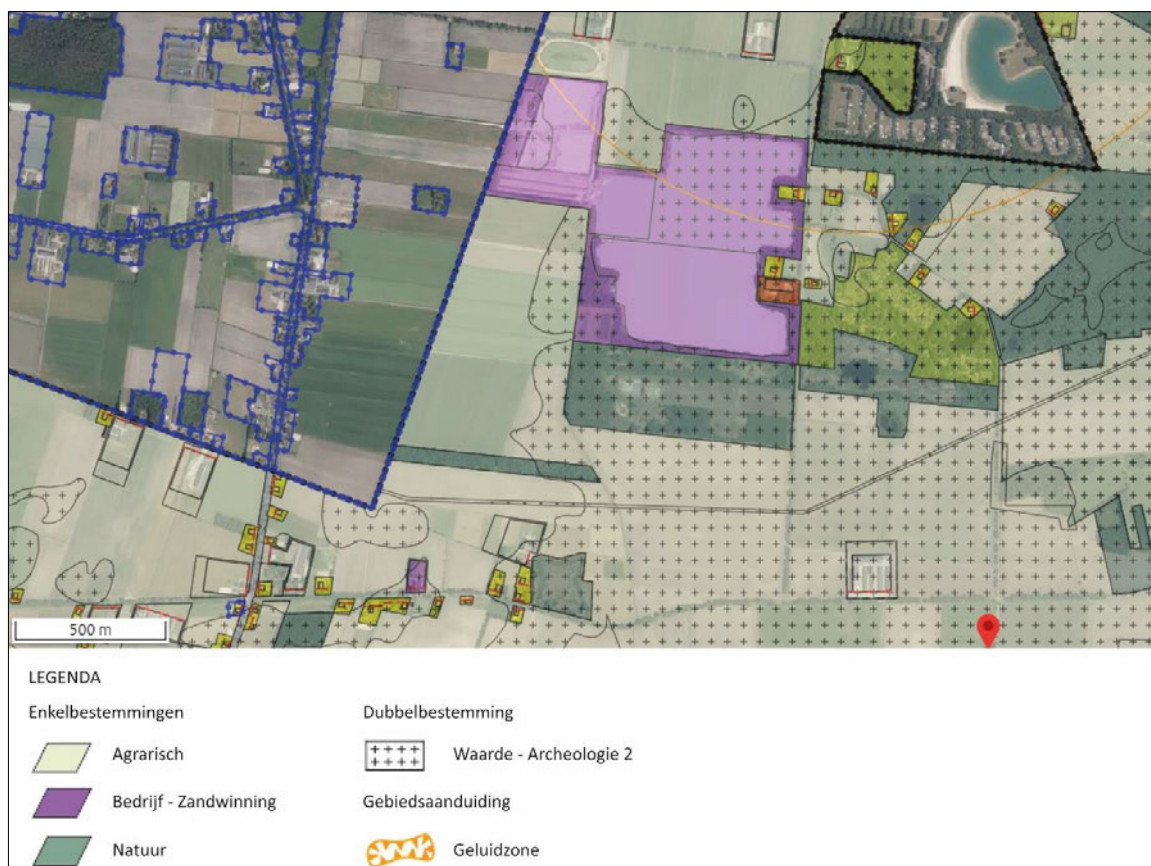 500 m
LEGENDA
Enkelbestemmingen
Dubbelbestemming
Agrarisch
Waarde - Archeologie 2
Bedrijf - Zandwinning
Gebiedsaanduiding
Natuur
Geluidzone